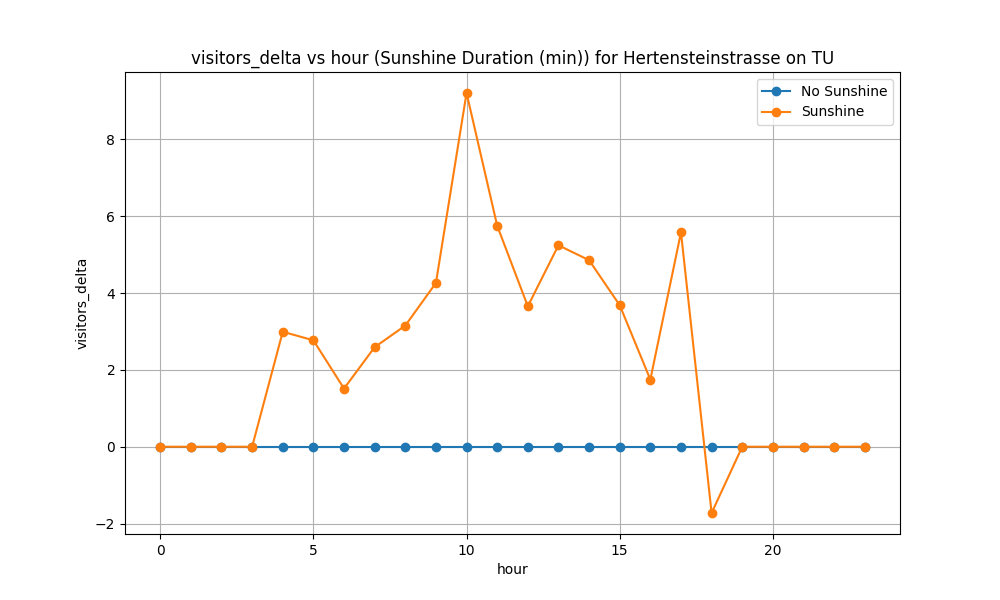 visitors_delta vs hour (Sunshine Duration (min)) for Hertensteinstrasse on TU
No Sunshine
Sunshine
visitors_delta
8
6
4
2
0
−2
0 5 10 15 20
hour